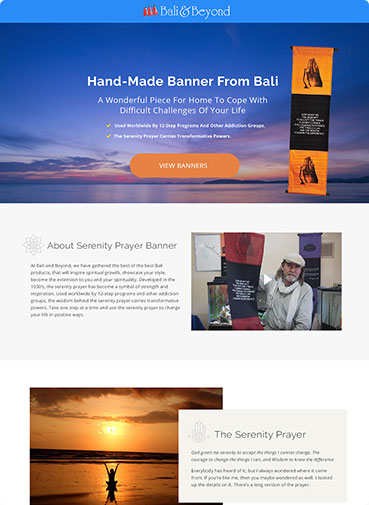 Bali & Beyond
Hand-Made Banner From Bali
A Wonderful Piece For Home To Cope With
Difficult Challenges Of Your Life
Used Worldwide By 12-Step Programs And Other Addiction Groups.
The Serenity Prayer Carries Transformative Powers.
VIEW BANNERS
About Serenity Prayer Banner
At Bali and Beyond, we have gathered the best of the best Bali
products, that will inspire spiritual growth, showcase your style,
become the extension to you and your spirituality. Developed in the
1930's, the serenity prayer has become a symbol of strength and
inspiration. Used worldwide by 12-step programs and other addiction
groups, the wisdom behind the serenity prayer carries transformative
powers. Take one step at a time and use the serenity prayer to change
your life in positive ways.
The Serenity Prayer
God grant me serenity to accept the things I cannot change. The
courage to change the things I can, and Wisdom to know the difference
Everybody has heard of it, but I always wondered where it came
from. If you're like me, then you maybe wondered as well. I looked
up the details on it. There's a long version of the prayer.